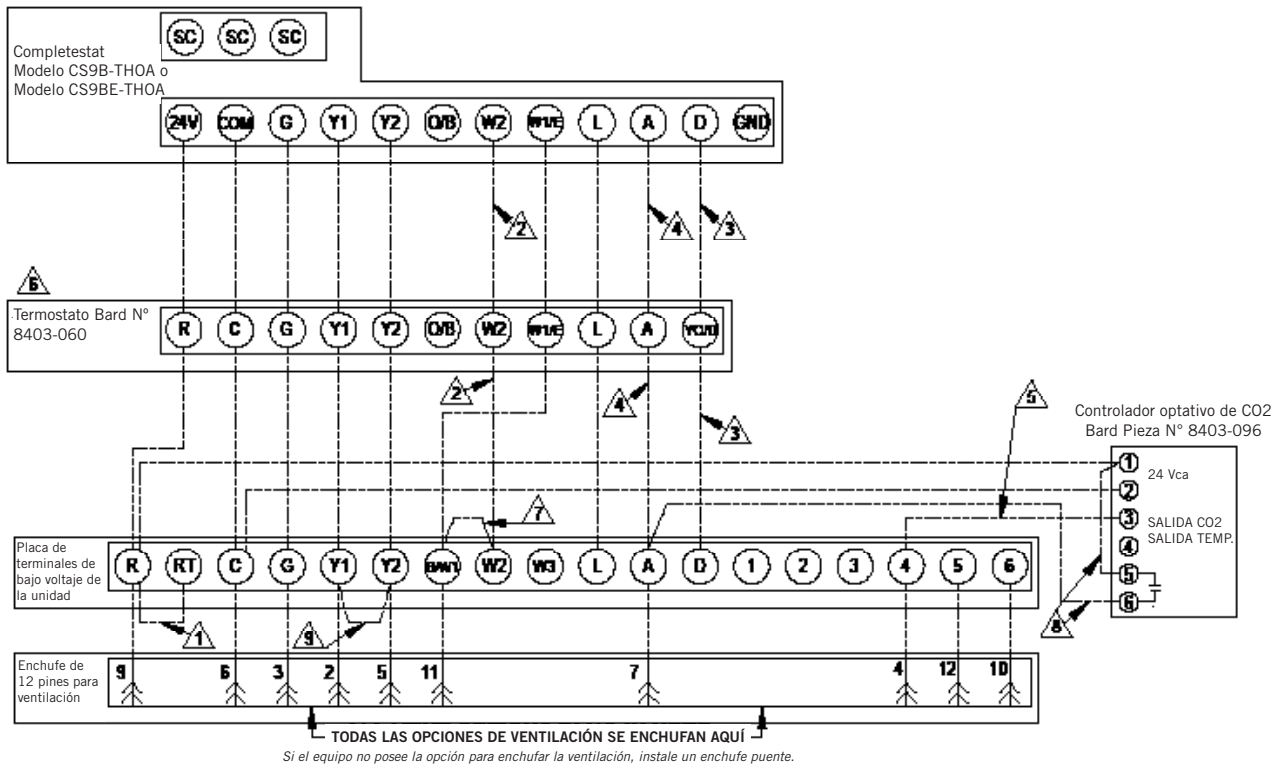 SC SC SC
Completestat
Modelo CS9B-THOA o
Modelo CS9BE-THOA
24V COM G Y1 Y2 O/B W2 W1/E L A D GND
2 4 3
6
Termostato Bard N°
8403-060
R C G Y1 Y2 O/B W2 W1/E L A YO/D
2 4 3 5
Controlador optativo de CO2
Bard Pieza N° 8403-096
1 24 Vca
2
3 SALIDA CO2
SALIDA TEMP.
4
5
6
7
8
Placa de
terminales de
bajo voltaje de
la unidad
R RT C G Y1 Y2 B/W1 W2 W3 L A D 1 2 3 4 5 6
1 9
Enchufe de
12 pines para
ventilación
9 6 3 2 5 11 7 4 12 10
TODAS LAS OPCIONES DE VENTILACIÓN SE ENCHUFAN AQUÍ
Si el equipo no posee la opción para enchufar la ventilación, instale un enchufe puente.